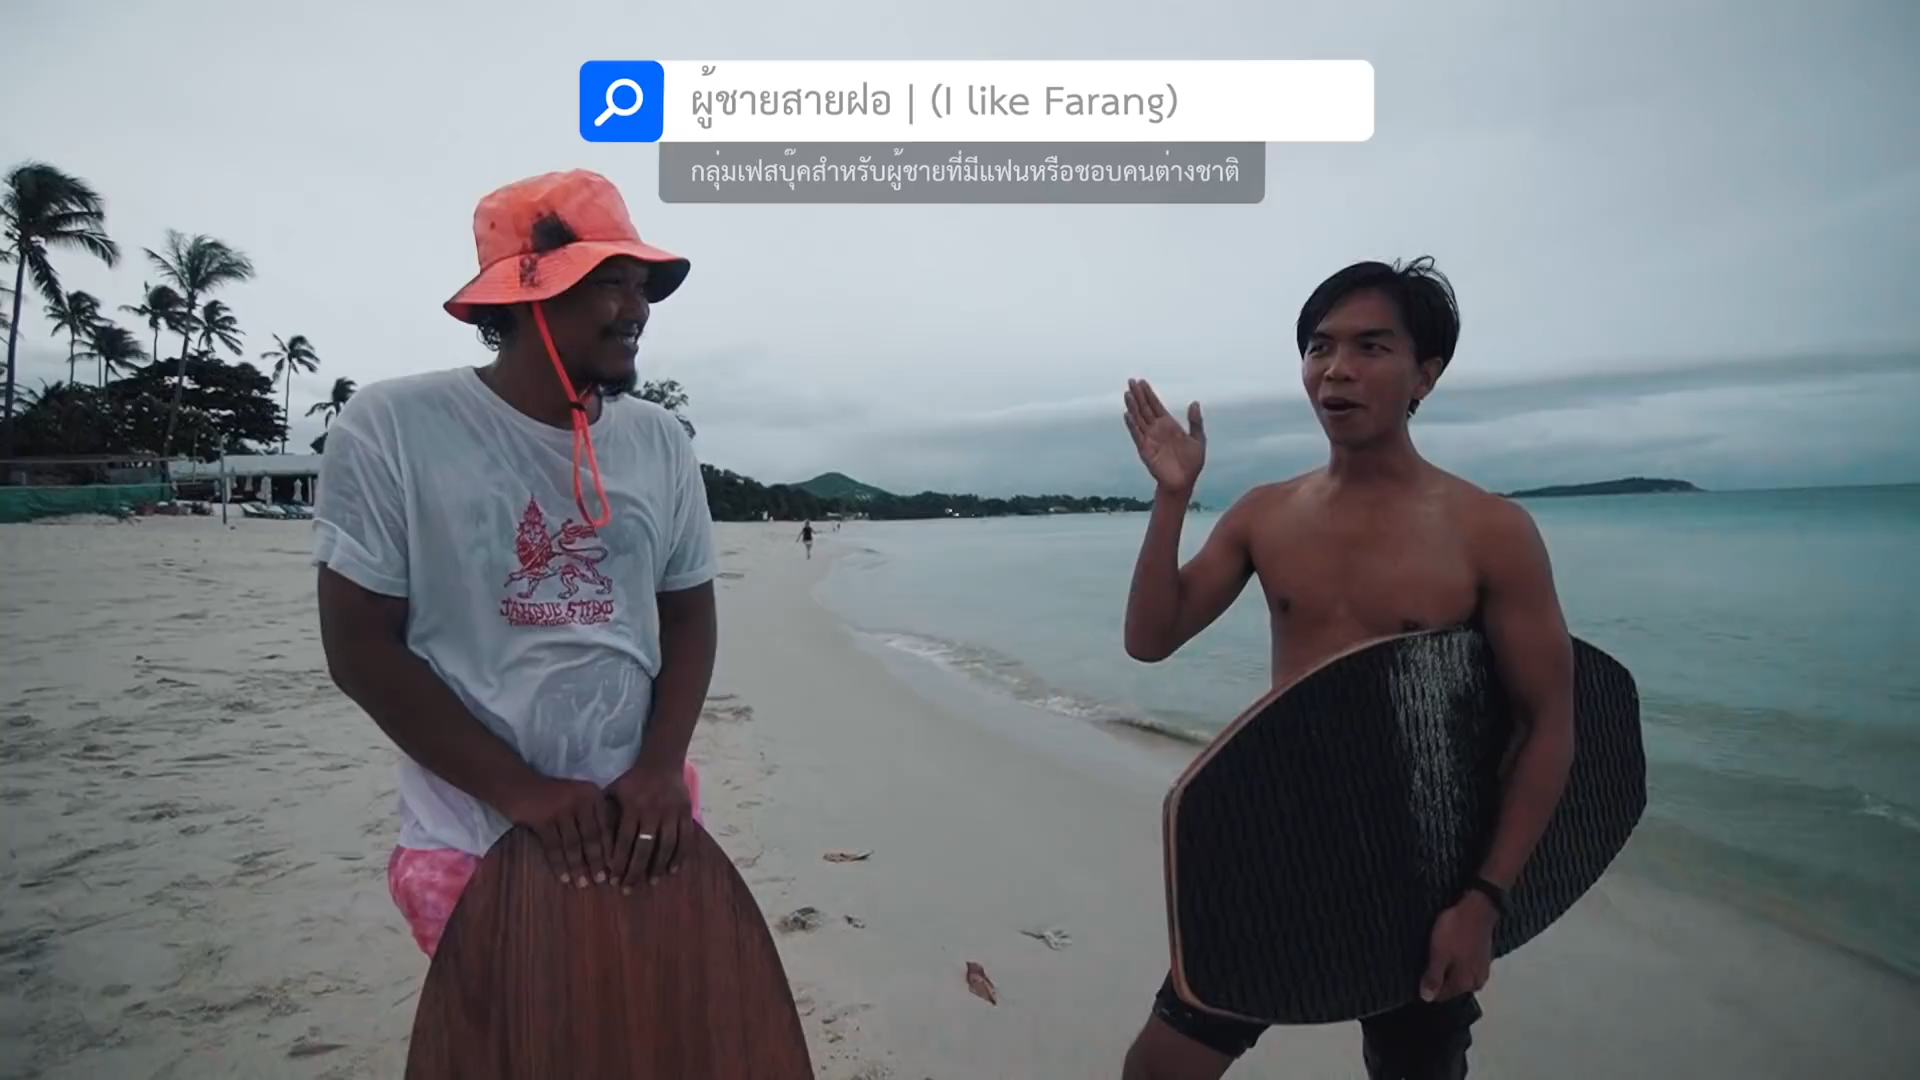 ผู้ชายสายฝอ | (I like Farang)
กลุ่มเฟสบุ๊คสำหรับผู้ชายที่มีแฟนหรือชอบคนต่างชาติ